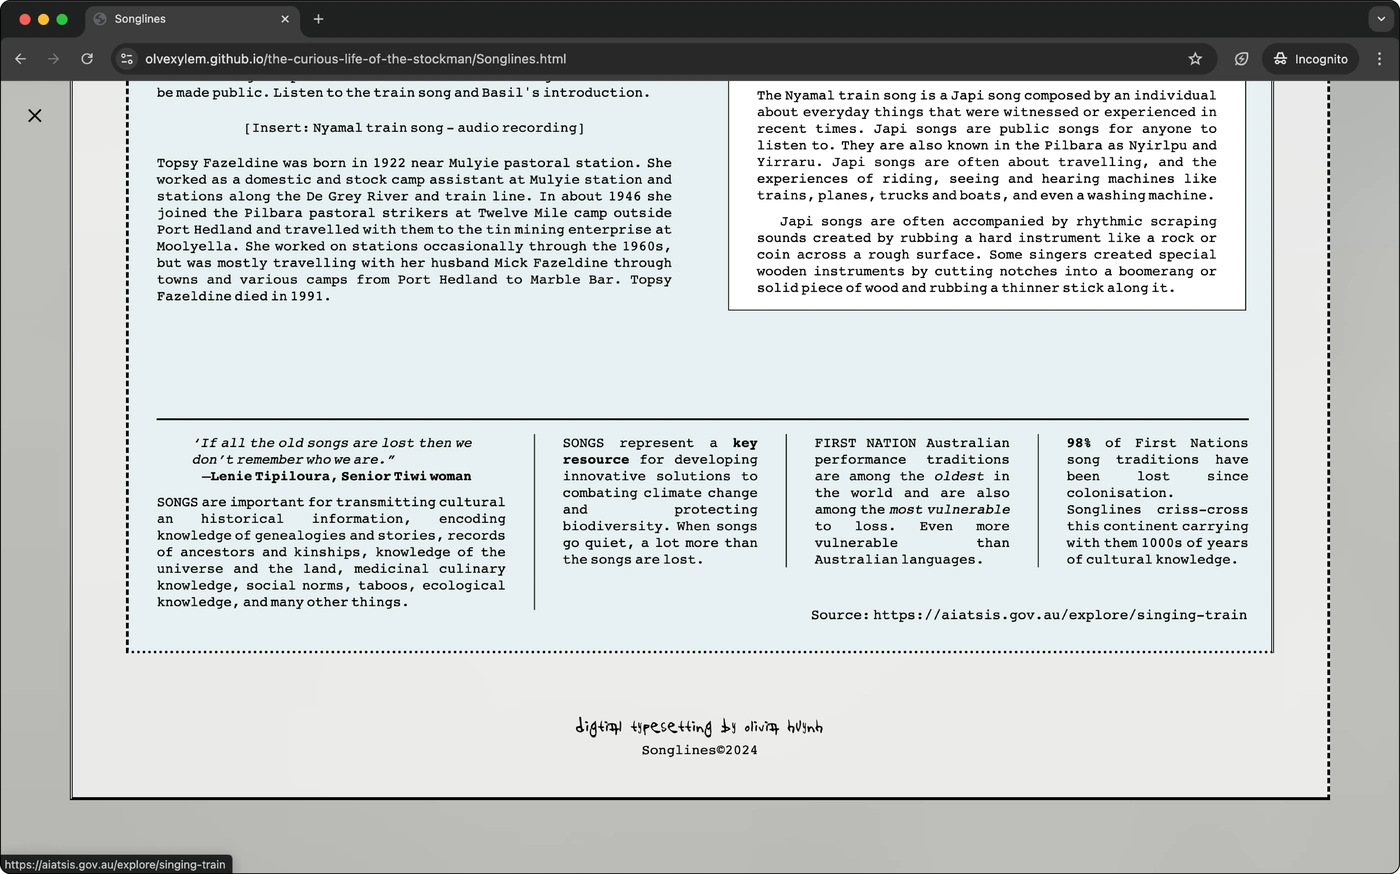 Songlines
olvexylem.github.io/the-curious-life-of-the-stockman/Songlines.html
Incognito
be made public. Listen to the train song and Basil's introduction.
[Insert: Nyamal train song – audio recording]
Topsy Fazeldine was born in 1922 near Mulyie pastoral station. She
worked as a domestic and stock camp assistant at Mulyie station and
stations along the De Grey River and train line. In about 1946 she
joined the Pilbara pastoral strikers at Twelve Mile camp outside
Port Hedland and travelled with them to the tin mining enterprise at
Moolyella. She worked on stations occasionally through the 1960s,
but was mostly travelling with her husband Mick Fazeldine through
towns and various camps from Port Hedland to Marble Bar. Topsy
Fazeldine died in 1991.
The Nyamal train song is a Japi song composed by an individual
about everyday things that were witnessed or experienced in
recent times. Japi songs are public songs for anyone to
listen to. They are also known in the Pilbara as Nyirlpu and
Yirraru. Japi songs are often about travelling, and the
experiences of riding, seeing and hearing machines like
trains, planes, trucks and boats, and even a washing machine.
Japi songs are often accompanied by rhythmic scraping
sounds created by rubbing a hard instrument like a rock or
coin across a rough surface. Some singers created special
wooden instruments by cutting notches into a boomerang or
solid piece of wood and rubbing a thinner stick along it.
‘If all the old songs are lost then we
don’t remember who we are.”
—Lenie Tipiloura, Senior Tiwi woman
SONGS are important for transmitting cultural
an historical information, encoding
knowledge of genealogies and stories, records
of ancestors and kinships, knowledge of the
universe and the land, medicinal culinary
knowledge, social norms, taboos, ecological
knowledge, and many other things.
SONGS represent a key
resource for developing
innovative solutions to
combating climate change
and protecting
biodiversity. When songs
go quiet, a lot more than
the songs are lost.
FIRST NATION Australian
performance traditions
are among the oldest in
the world and are also
among the most vulnerable
to loss. Even more
vulnerable than
Australian languages.
98% of First Nations
song traditions have
been lost since
colonisation.
Songlines criss-cross
this continent carrying
with them 1000s of years
of cultural knowledge.
Source: https://aiatsis.gov.au/explore/singing-train
digital typesetting by olivia huynh
Songlines©2024
https://aiatsis.gov.au/explore/singing-train